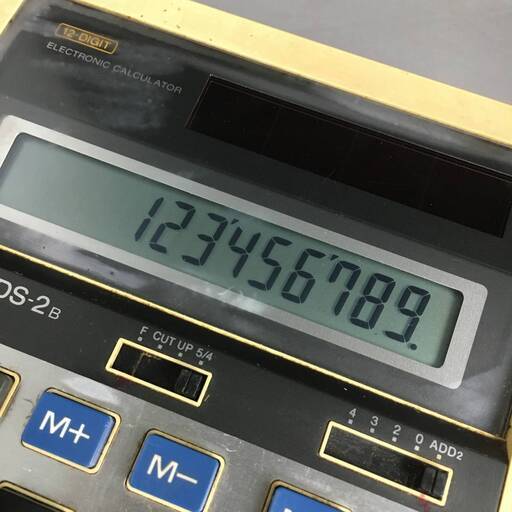 12-DIGIT
ELECTRONIC CALCULATOR
123'456'789.
DS-2B
F CUT UP 5/4
4 3 2 0 ADD2
M+
M−